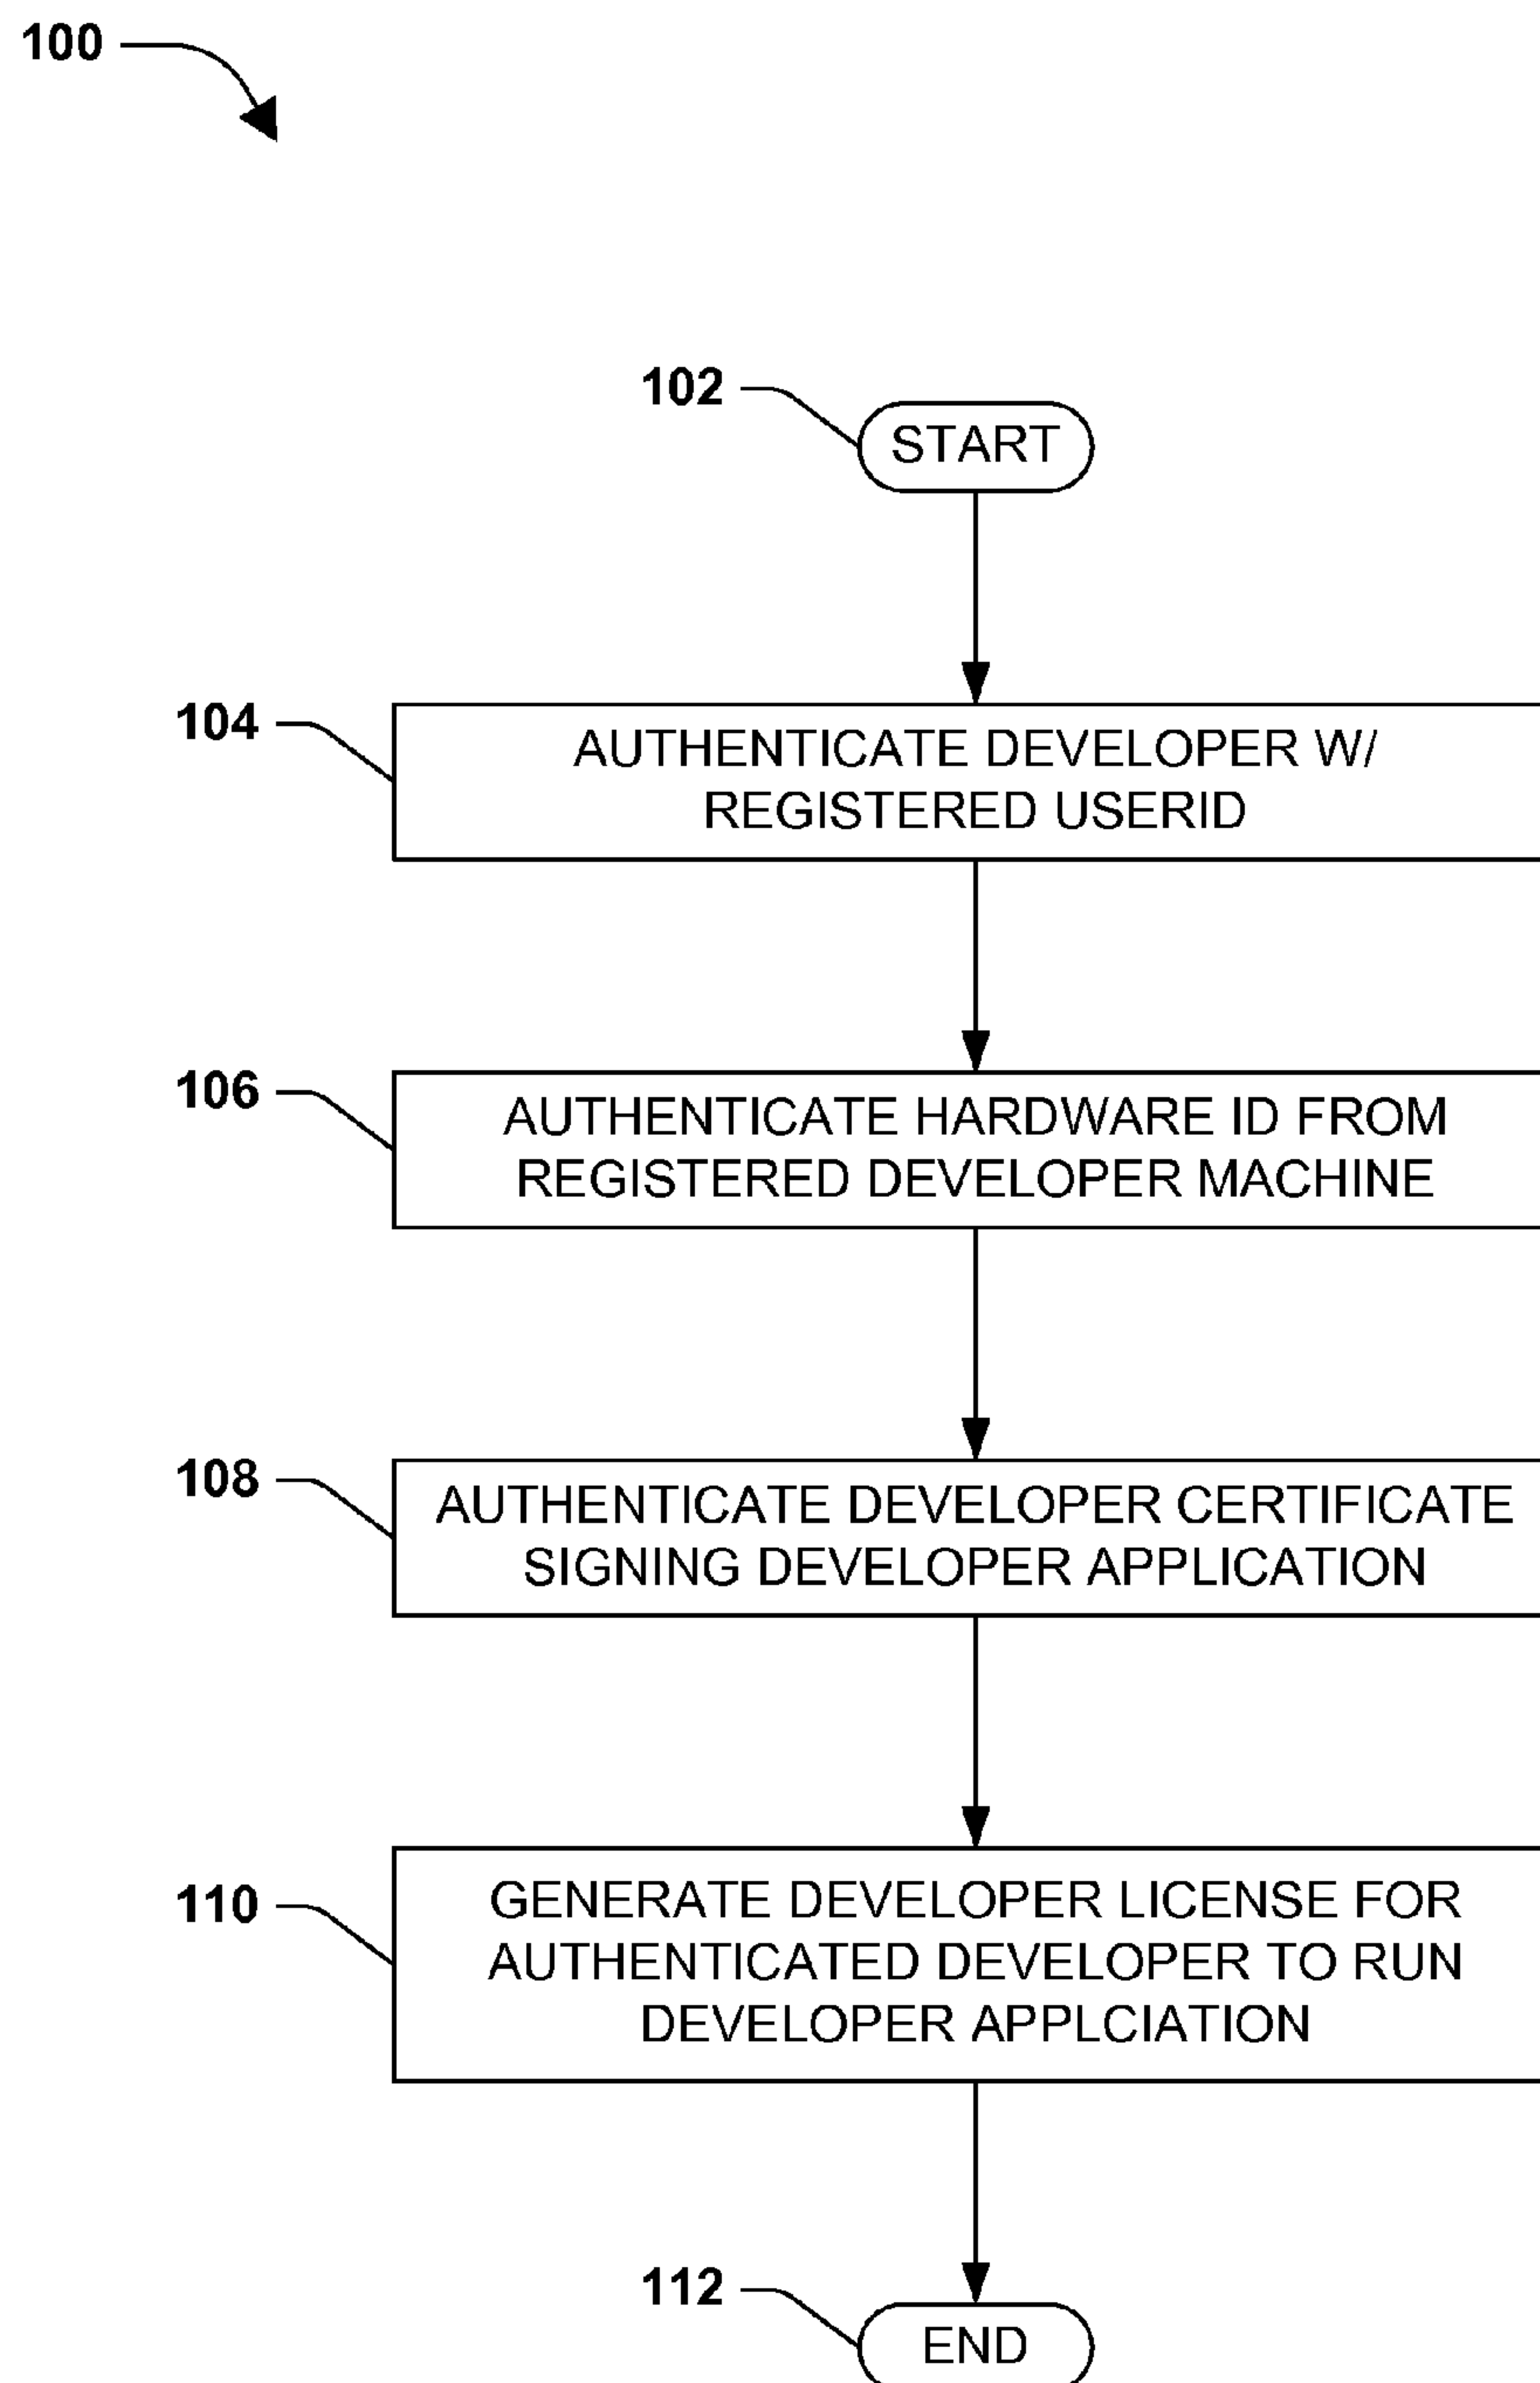 100
102
START
104
AUTHENTICATE DEVELOPER W/
REGISTERED USERID
106
AUTHENTICATE HARDWARE ID FROM
REGISTERED DEVELOPER MACHINE
108
AUTHENTICATE DEVELOPER CERTIFICATE
SIGNING DEVELOPER APPLICATION
110
GENERATE DEVELOPER LICENSE FOR
AUTHENTICATED DEVELOPER TO RUN
DEVELOPER APPLCIATION
112
END